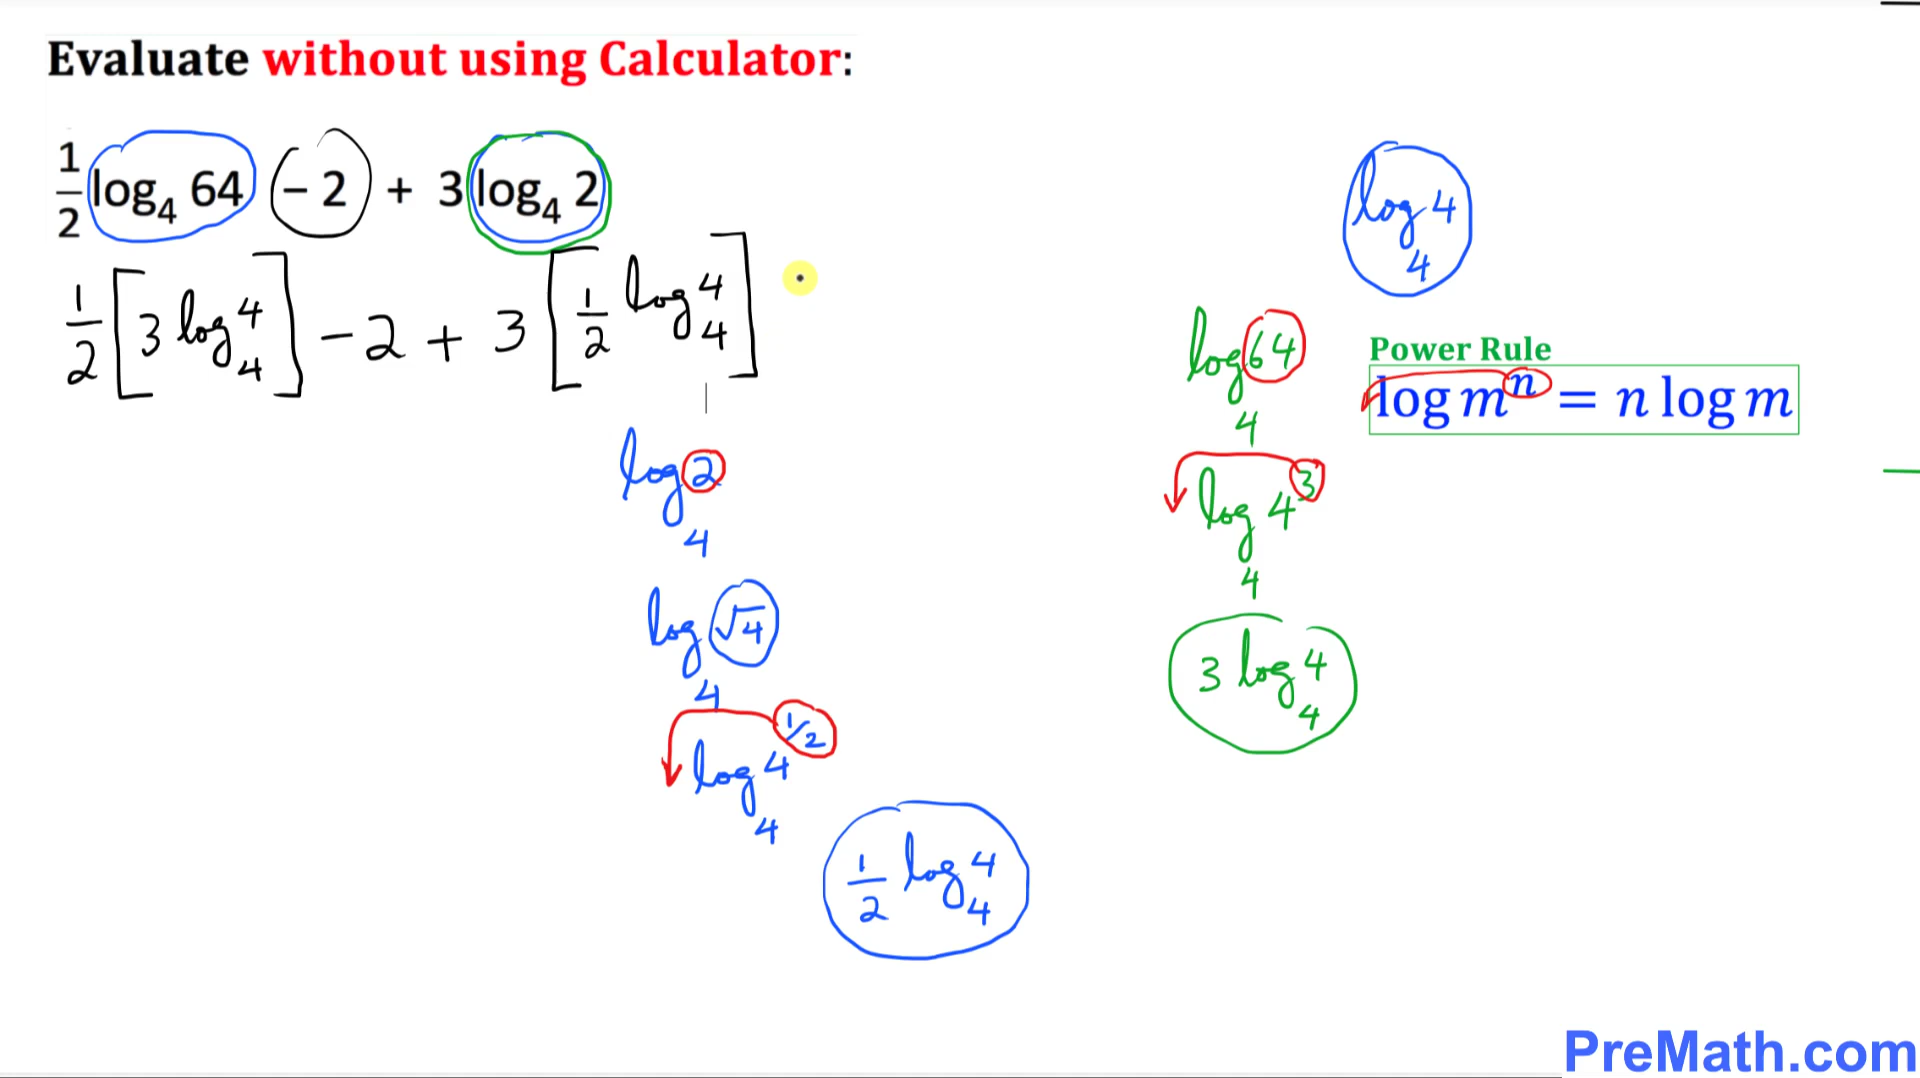 Evaluate without using Calculator:
1/2 log₄ 64 − 2 + 3 log₄ 2
1/2 [3 log₄ 4] − 2 + 3 [1/2 log₄ 4]
log₄ 2
log₄ √4
log₄ 4^1/2
1/2 log₄ 4
log₄ 4
log₄ 64
log₄ 4³
3 log₄ 4
Power Rule
log mⁿ = n log m
PreMath.com